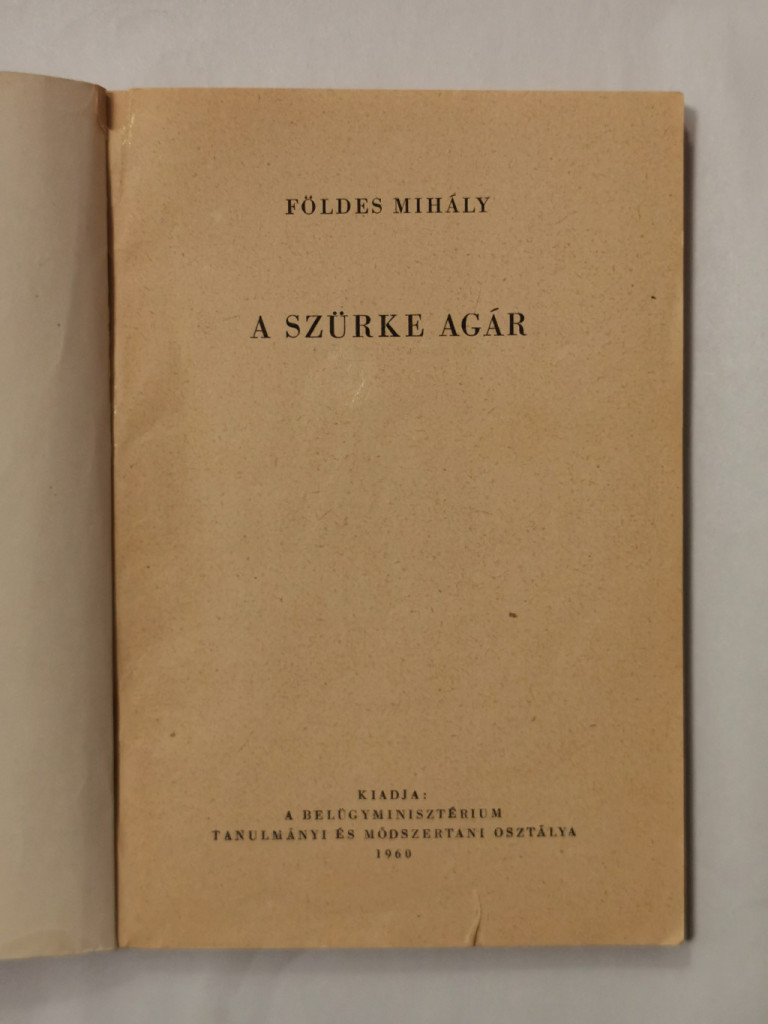 FÖLDES MIHÁLY
A SZÜRKE AGÁR
KIADJA:
A BELÜGYMINISZTÉRIUM
TANULMÁNYI ÉS MÓDSZERTANI OSZTÁLYA
1960